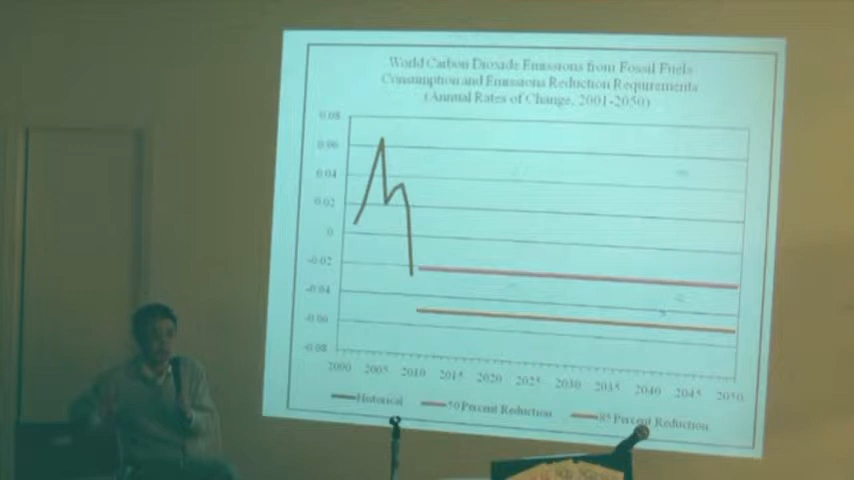 World Carbon Dioxide Emissions from Fossil Fuels
Consumption and Emissions Reduction Requirements
(Annual Rates of Change, 2001-2050)
0.08
0.06
0.04
0.02
0
-0.02
-0.04
-0.06
-0.08
2000 2005 2010 2015 2020 2025 2030 2035 2040 2045 2050
Historical 50 Percent Reduction 85 Percent Reduction